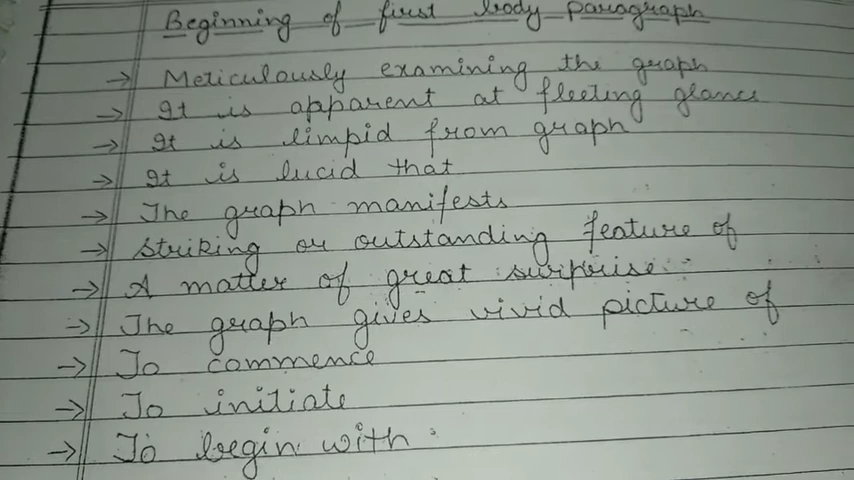 Beginning of first body paragraph
→ Meticulously examining the graph
→ It is apparent at fleeting glance
→ It is limpid from graph
→ It is lucid that
→ The graph manifests
→ Striking or outstanding feature of
→ A matter of great surprise
→ The graph gives vivid picture of
→ To commence
→ To initiate
→ To begin with